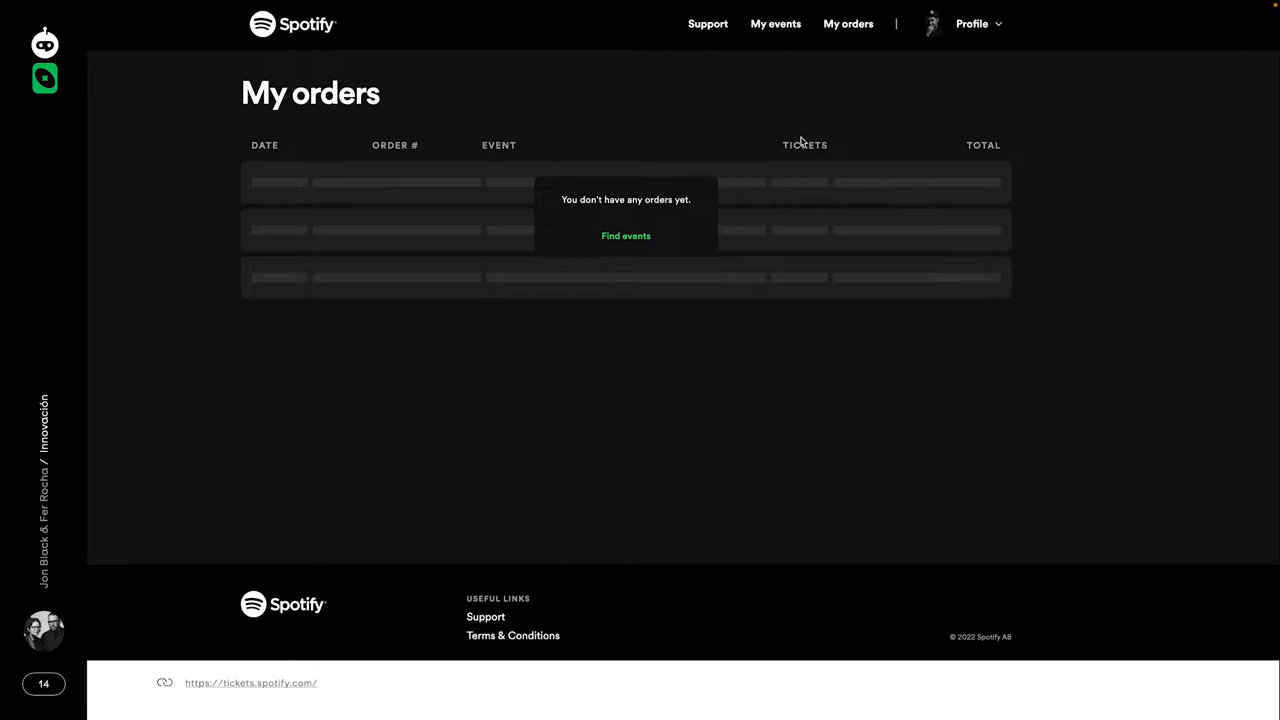 Spotify
Support
My events
My orders
Profile
My orders
DATE
ORDER #
EVENT
TICKETS
TOTAL
You don't have any orders yet.
Find events
Jon Black & Fer Rocha / Innovación
Spotify
USEFUL LINKS
Support
Terms & Conditions
© 2022 Spotify AB
14
https://tickets.spotify.com/